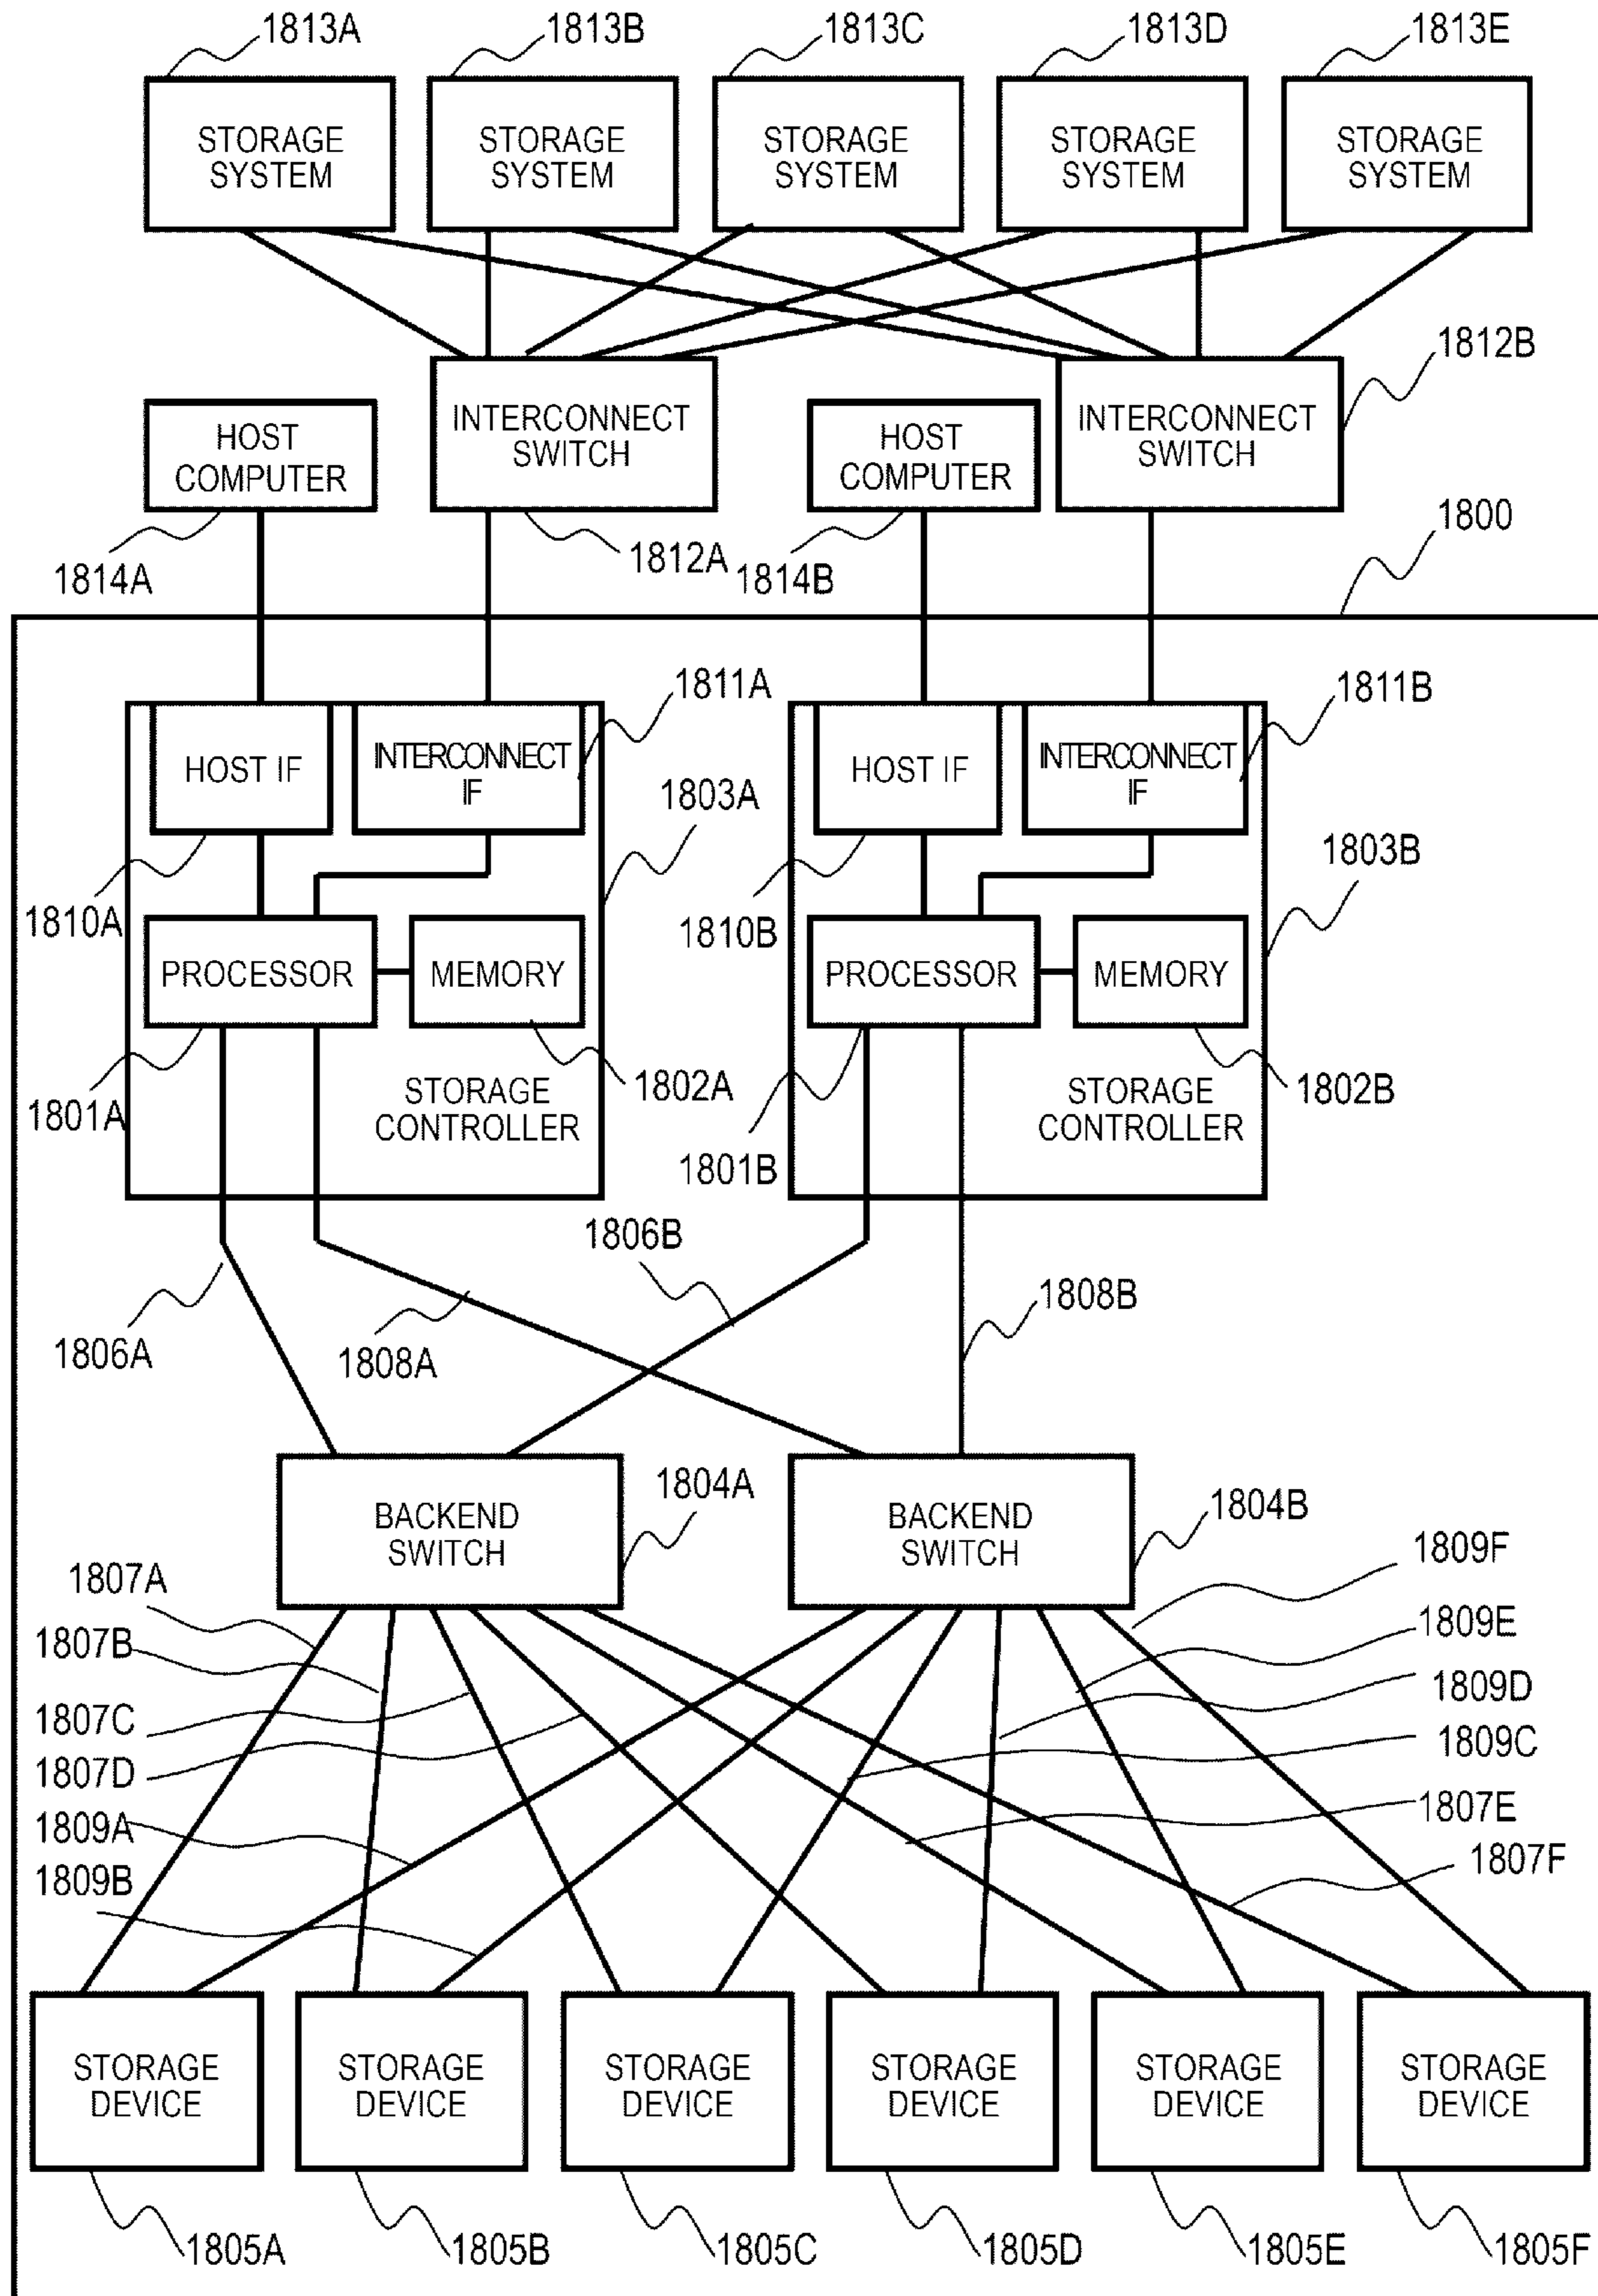 1813A
1813B
1813C
1813D
1813E
STORAGE
SYSTEM
STORAGE
SYSTEM
STORAGE
SYSTEM
STORAGE
SYSTEM
STORAGE
SYSTEM
1812B
HOST
COMPUTER
INTERCONNECT
SWITCH
HOST
COMPUTER
INTERCONNECT
SWITCH
1800
1814A
1812A
1814B
1811A
1811B
HOST IF
INTERCONNECT
IF
HOST IF
INTERCONNECT
IF
1803A
1803B
1810A
1810B
PROCESSOR
MEMORY
PROCESSOR
MEMORY
1801A
1802A
1802B
STORAGE
CONTROLLER
STORAGE
CONTROLLER
1801B
1806B
1808B
1806A
1808A
1804A
1804B
BACKEND
SWITCH
BACKEND
SWITCH
1809F
1807A
1809E
1807B
1809D
1807C
1809C
1807D
1807E
1809A
1807F
1809B
STORAGE
DEVICE
STORAGE
DEVICE
STORAGE
DEVICE
STORAGE
DEVICE
STORAGE
DEVICE
STORAGE
DEVICE
1805A
1805B
1805C
1805D
1805E
1805F